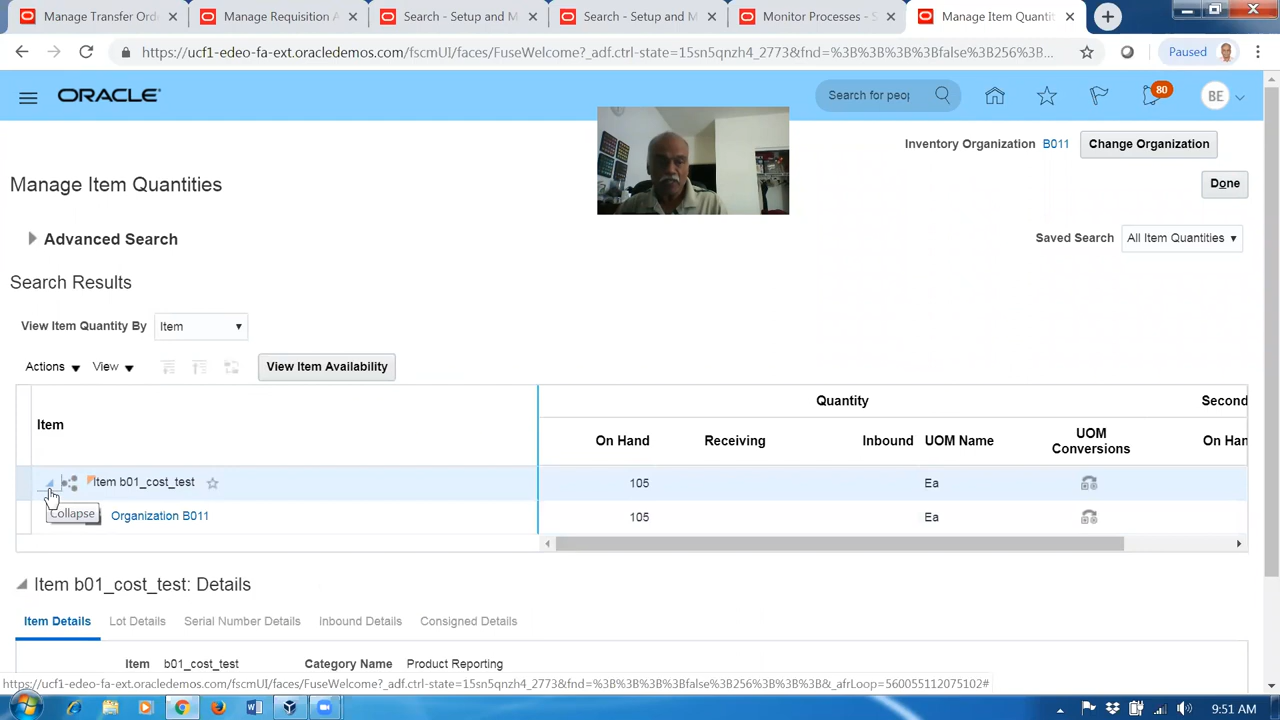 Manage Transfer Ord
Manage Requisition A
Search - Setup and M
Search - Setup and M
Monitor Processes - S
Manage Item Quantit
https://ucf1-edeo-fa-ext.oracledemos.com/fscmUI/faces/FuseWelcome?_adf.ctrl-state=15sn5qnzh4_2773&fnd=%3B%3B%3B%3Bfalse%3B256%3B%3B...
Paused
ORACLE
Search for peop
80
BE
Inventory Organization B011
Change Organization
Manage Item Quantities
Done
Advanced Search
Saved Search All Item Quantities
Search Results
View Item Quantity By Item
Actions View View Item Availability
Quantity Second
Item
On Hand Receiving Inbound UOM Name UOM Conversions On Han
Item b01_cost_test 105 Ea
Collapse
Organization B011 105 Ea
Item b01_cost_test: Details
Item Details Lot Details Serial Number Details Inbound Details Consigned Details
Item b01_cost_test Category Name Product Reporting
https://ucf1-edeo-fa-ext.oracledemos.com/fscmUI/faces/FuseWelcome?_adf.ctrl-state=15sn5qnzh4_2773&fnd=%3B%3B%3B%3Bfalse%3B256%3B%3B%3B&_afrLoop=560055112075102#
9:51 AM